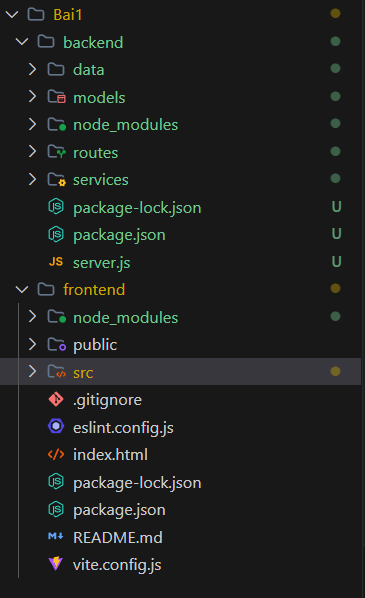 Bai1
backend
data
models
node_modules
routes
services
package-lock.json U
package.json U
JS server.js U
frontend
node_modules
public
src
.gitignore
eslint.config.js
index.html
package-lock.json
package.json
README.md
vite.config.js